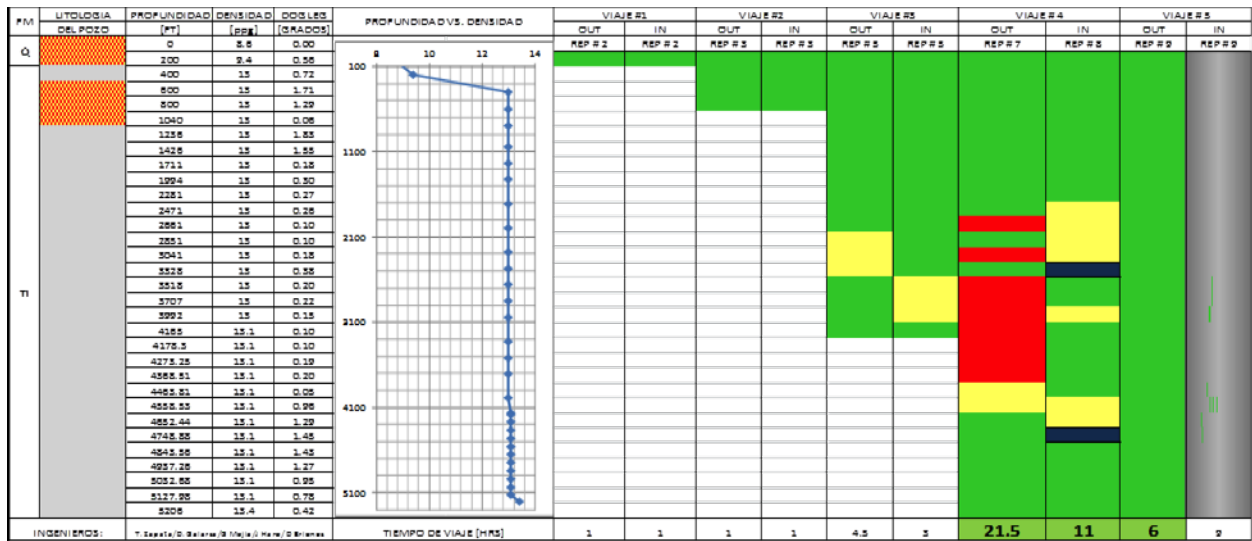 FM LITOLOGIA DEL POZO PROFUNDIDAD [FT] DENSIDAD [ppg] DOGLEG [GRADOS] PROFUNDIDAD VS. DENSIDAD VIAJE #1 VIAJE #2 VIAJE #3 VIAJE # 4 VIAJE # 5
OUT IN OUT IN OUT IN OUT IN OUT IN
REP # 2 REP # 2 REP # 3 REP # 3 REP # 5 REP # 5 REP # 7 REP # 8 REP # 9 REP # 9
Q
0 8.8 0.00
200 9.4 0.56
400 13 0.72
600 13 1.71
800 13 1.29
1040 13 0.06
1236 13 1.83
1426 13 1.55
1711 13 0.18
1994 13 0.30
2281 13 0.27
2471 13 0.26
2661 13 0.10
2851 13 0.10
3041 13 0.18
3328 13 0.38
TI
3518 13 0.20
3707 13 0.22
3992 13 0.15
4165 13.1 0.10
4178.5 13.1 0.10
4273.25 13.1 0.19
4368.51 13.1 0.20
4463.81 13.1 0.05
4558.53 13.1 0.96
4652.44 13.1 1.29
4748.88 13.1 1.45
4843.56 13.1 1.43
4937.26 13.1 1.27
5032.68 13.1 0.95
5127.98 13.1 0.78
5206 13.4 0.42
8 10 12 14
100
1100
2100
3100
4100
5100
INGENIEROS: TIEMPO DE VIAJE [HRS] 1 1 1 1 4.5 3 21.5 11 6 9